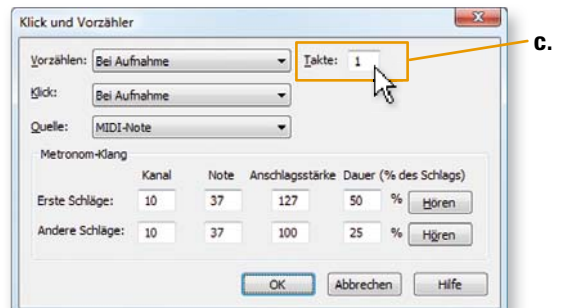 Klick und Vorzähler
c.
Vorzählen: Bei Aufnahme Takte: 1
Klick: Bei Aufnahme
Quelle: MIDI-Note
Metronom-Klang
Kanal Note Anschlagsstärke Dauer (% des Schlags)
Erste Schläge: 10 37 127 50 % Hören
Andere Schläge: 10 37 100 25 % Hören
OK Abbrechen Hilfe